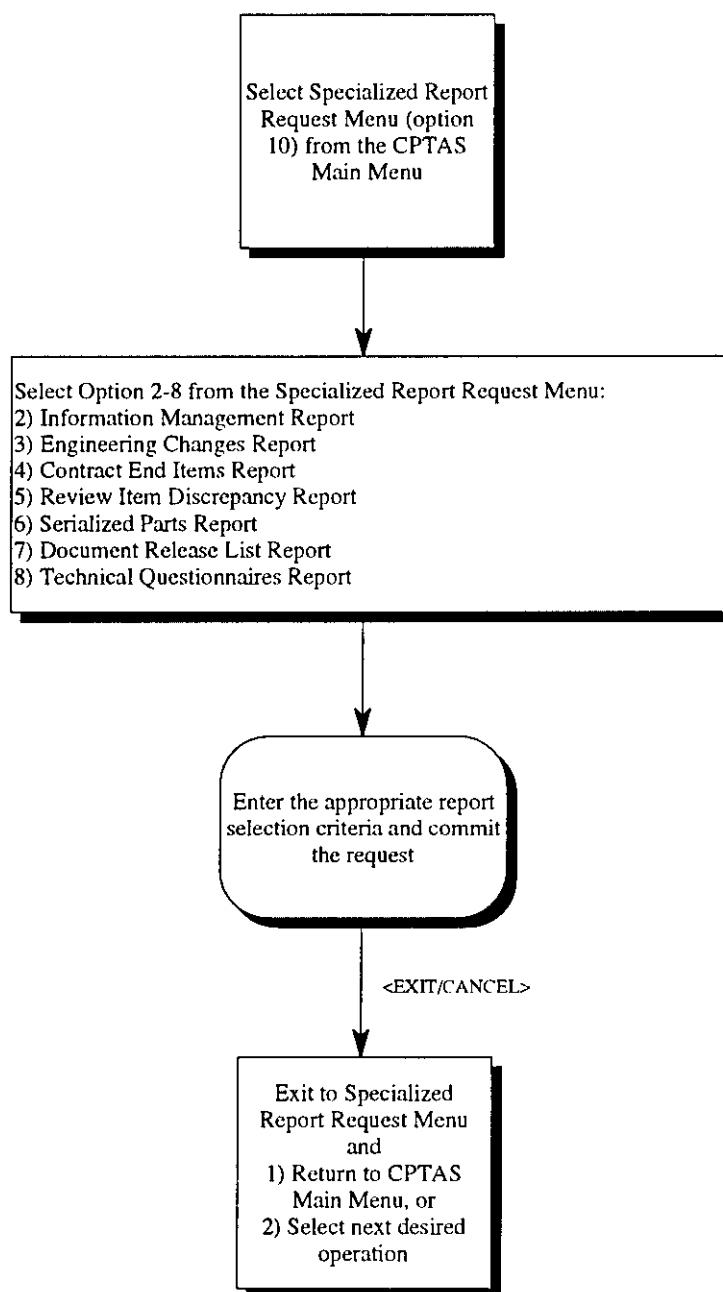 Select Specialized Report
Request Menu (option
10) from the CPTAS
Main Menu
Select Option 2-8 from the Specialized Report Request Menu:
2) Information Management Report
3) Engineering Changes Report
4) Contract End Items Report
5) Review Item Discrepancy Report
6) Serialized Parts Report
7) Document Release List Report
8) Technical Questionnaires Report
Enter the appropriate report
selection criteria and commit
the request
<EXIT/CANCEL>
Exit to Specialized
Report Request Menu
and
1) Return to CPTAS
Main Menu, or
2) Select next desired
operation